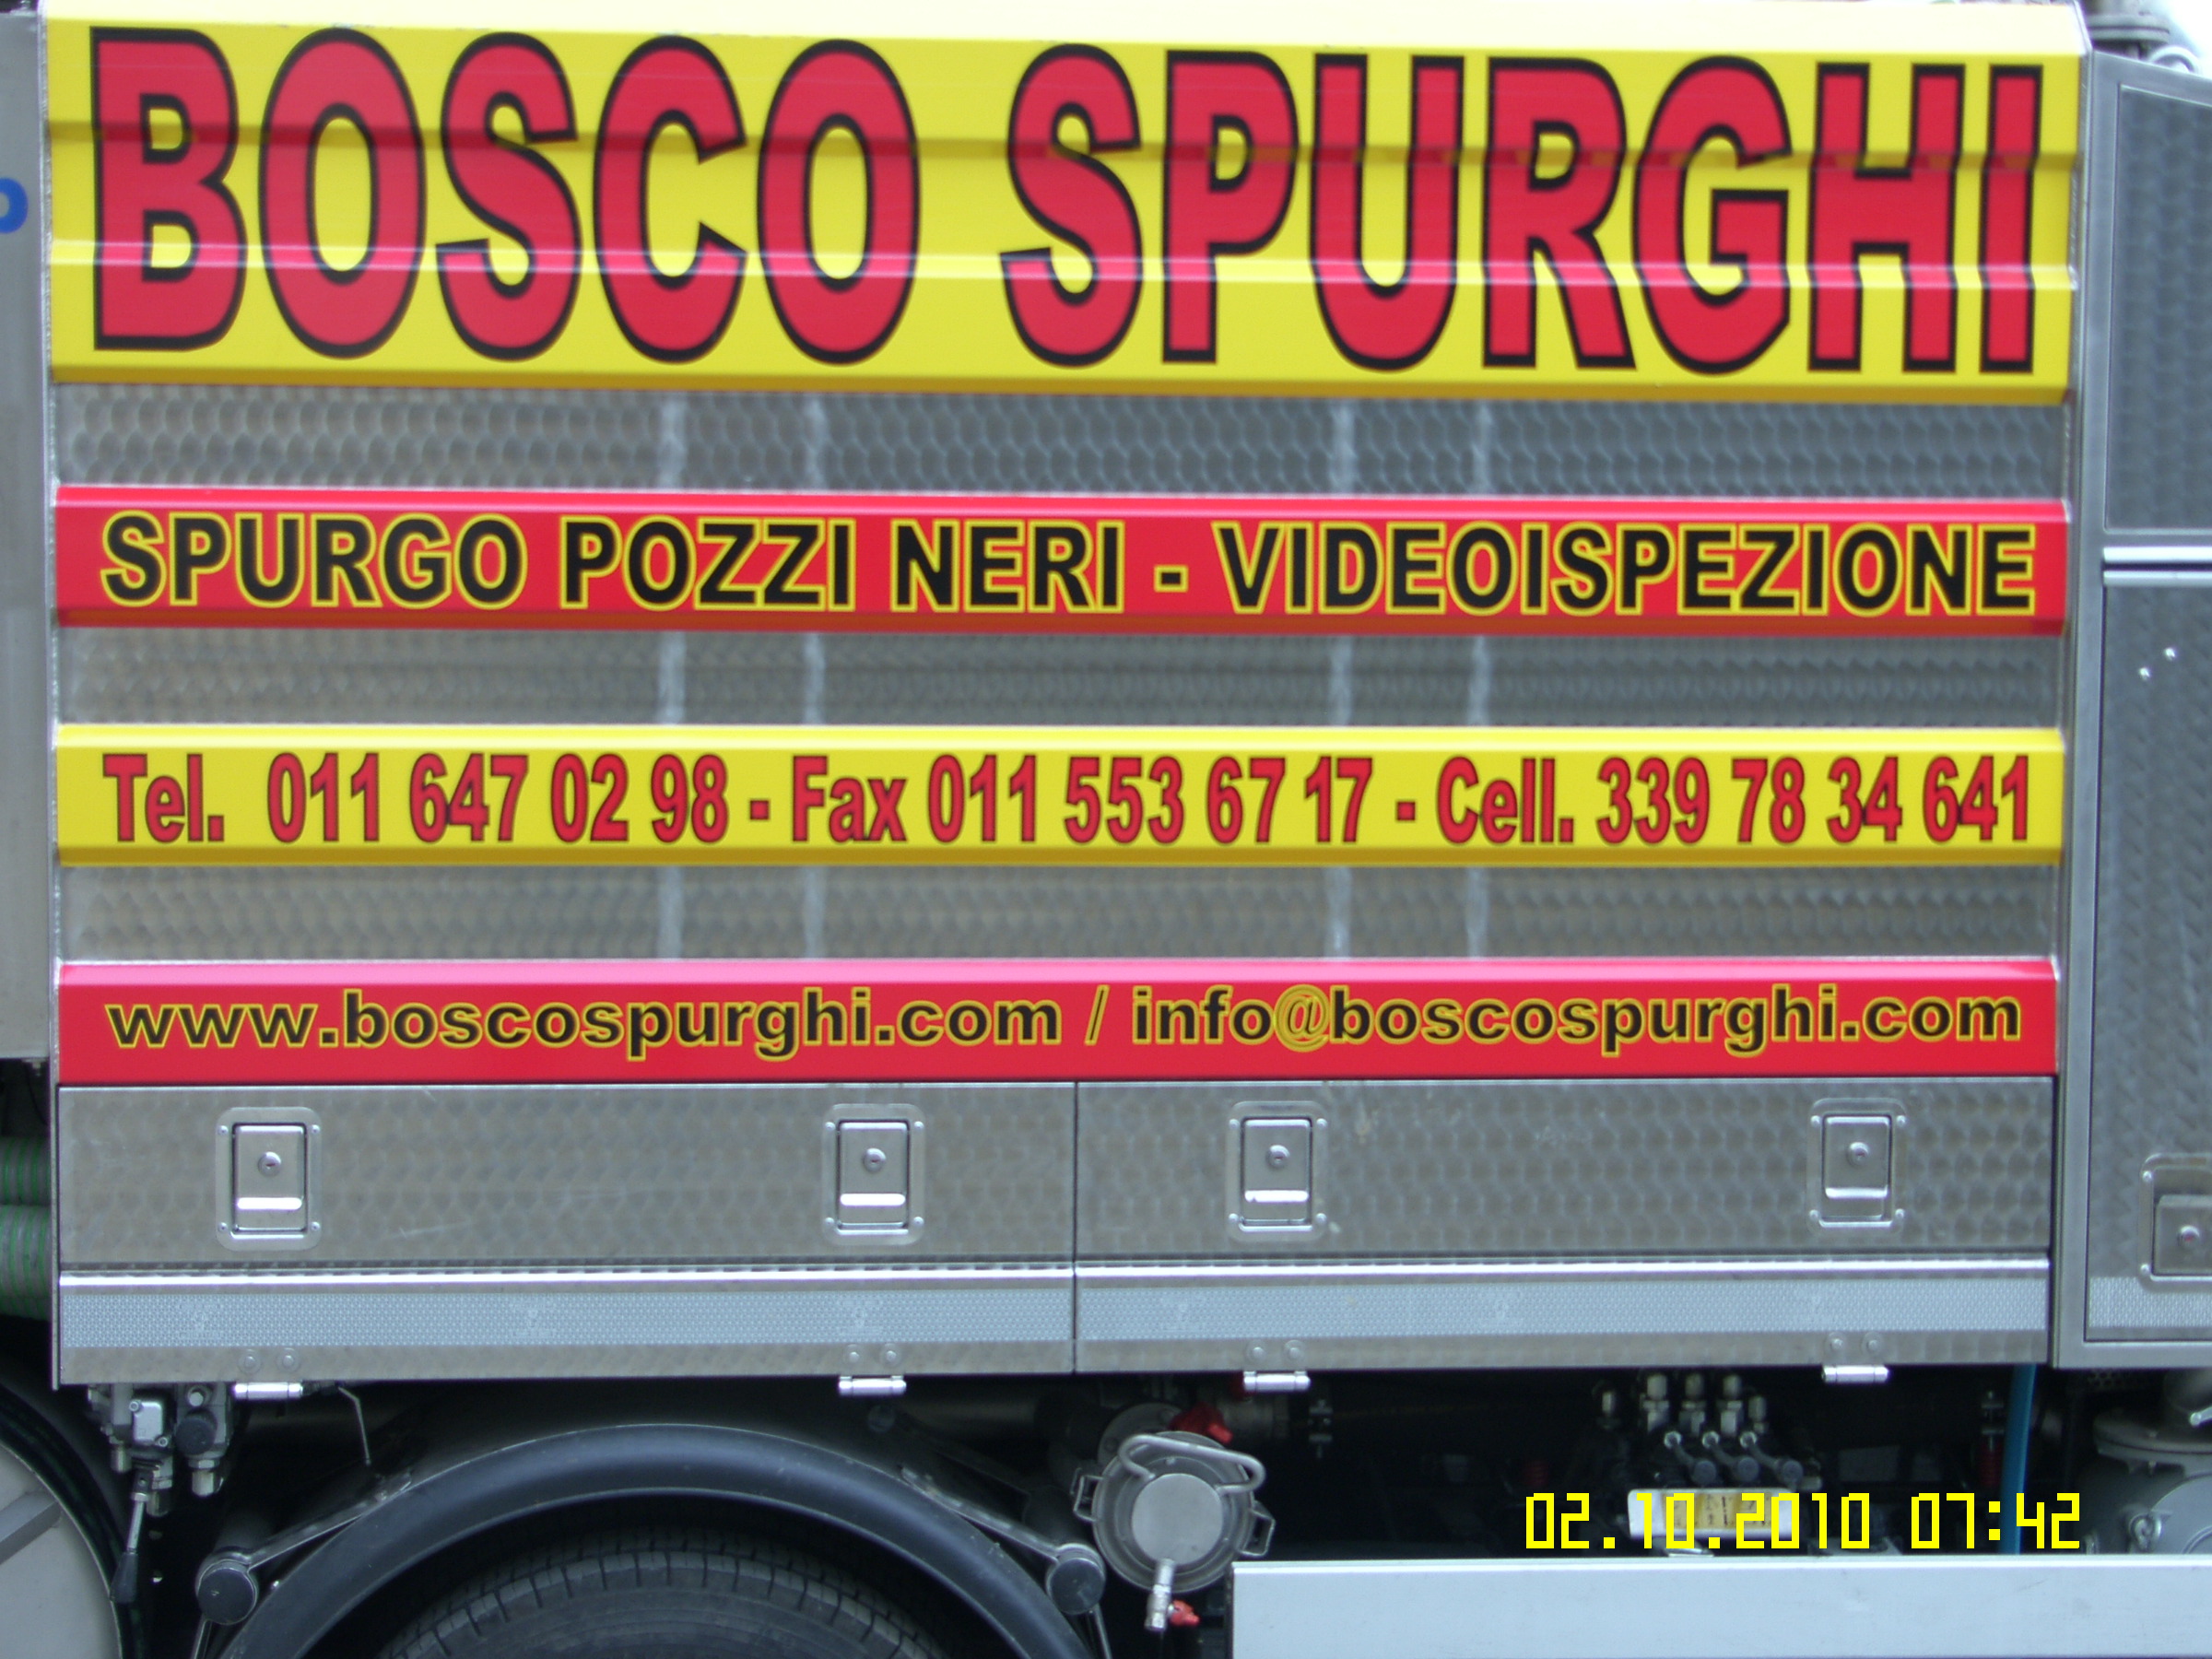 BOSCO SPURGHI
SPURGO POZZI NERI - VIDEOISPEZIONE
Tel. 011 647 02 98 - Fax 011 553 67 17 - Cell. 339 78 34 641
www.boscospurghi.com / info@boscospurghi.com
02.10.2010 07:42